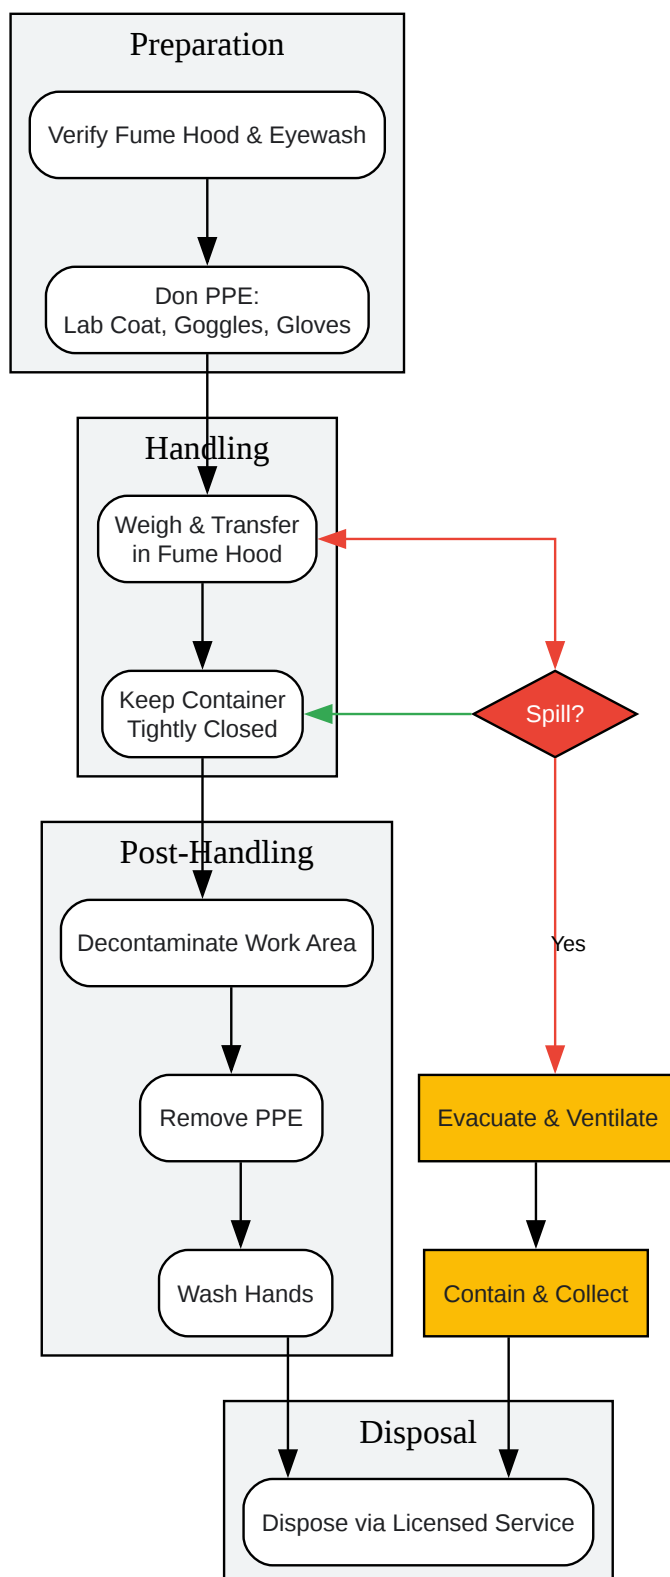 Preparation
Verify Fume Hood & Eyewash
Don PPE:
Lab Coat, Goggles, Gloves
Handling
Weigh & Transfer
in Fume Hood
Keep Container
Tightly Closed
Spill?
Post-Handling
Decontaminate Work Area
Yes
Remove PPE
Evacuate & Ventilate
Wash Hands
Contain & Collect
Disposal
Dispose via Licensed Service